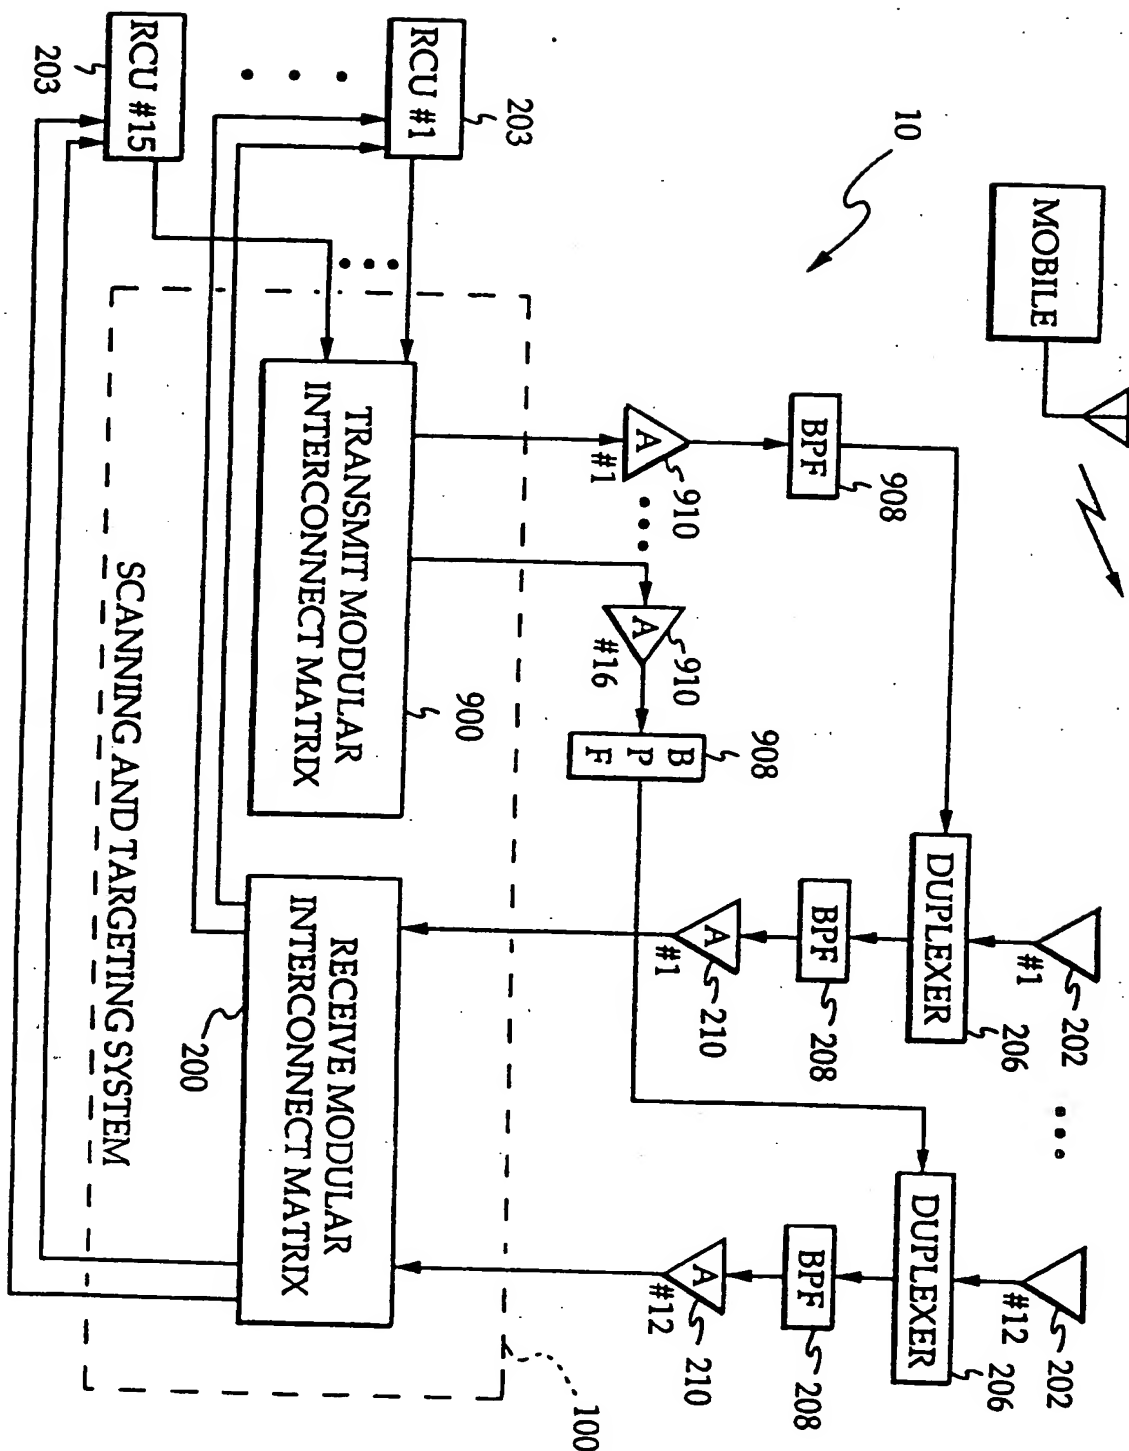 MOBILE
10
#1
202
#12
202
DUPLEXER
206
DUPLEXER
206
BPF
908
BPF
208
BPF
208
A
#1
910
A
#16
910
B P F
908
A
#1
210
A
#12
210
100
RCU #1
203
RCU #15
203
TRANSMIT MODULAR
INTERCONNECT MATRIX
900
RECEIVE MODULAR
INTERCONNECT MATRIX
200
SCANNING AND TARGETING SYSTEM